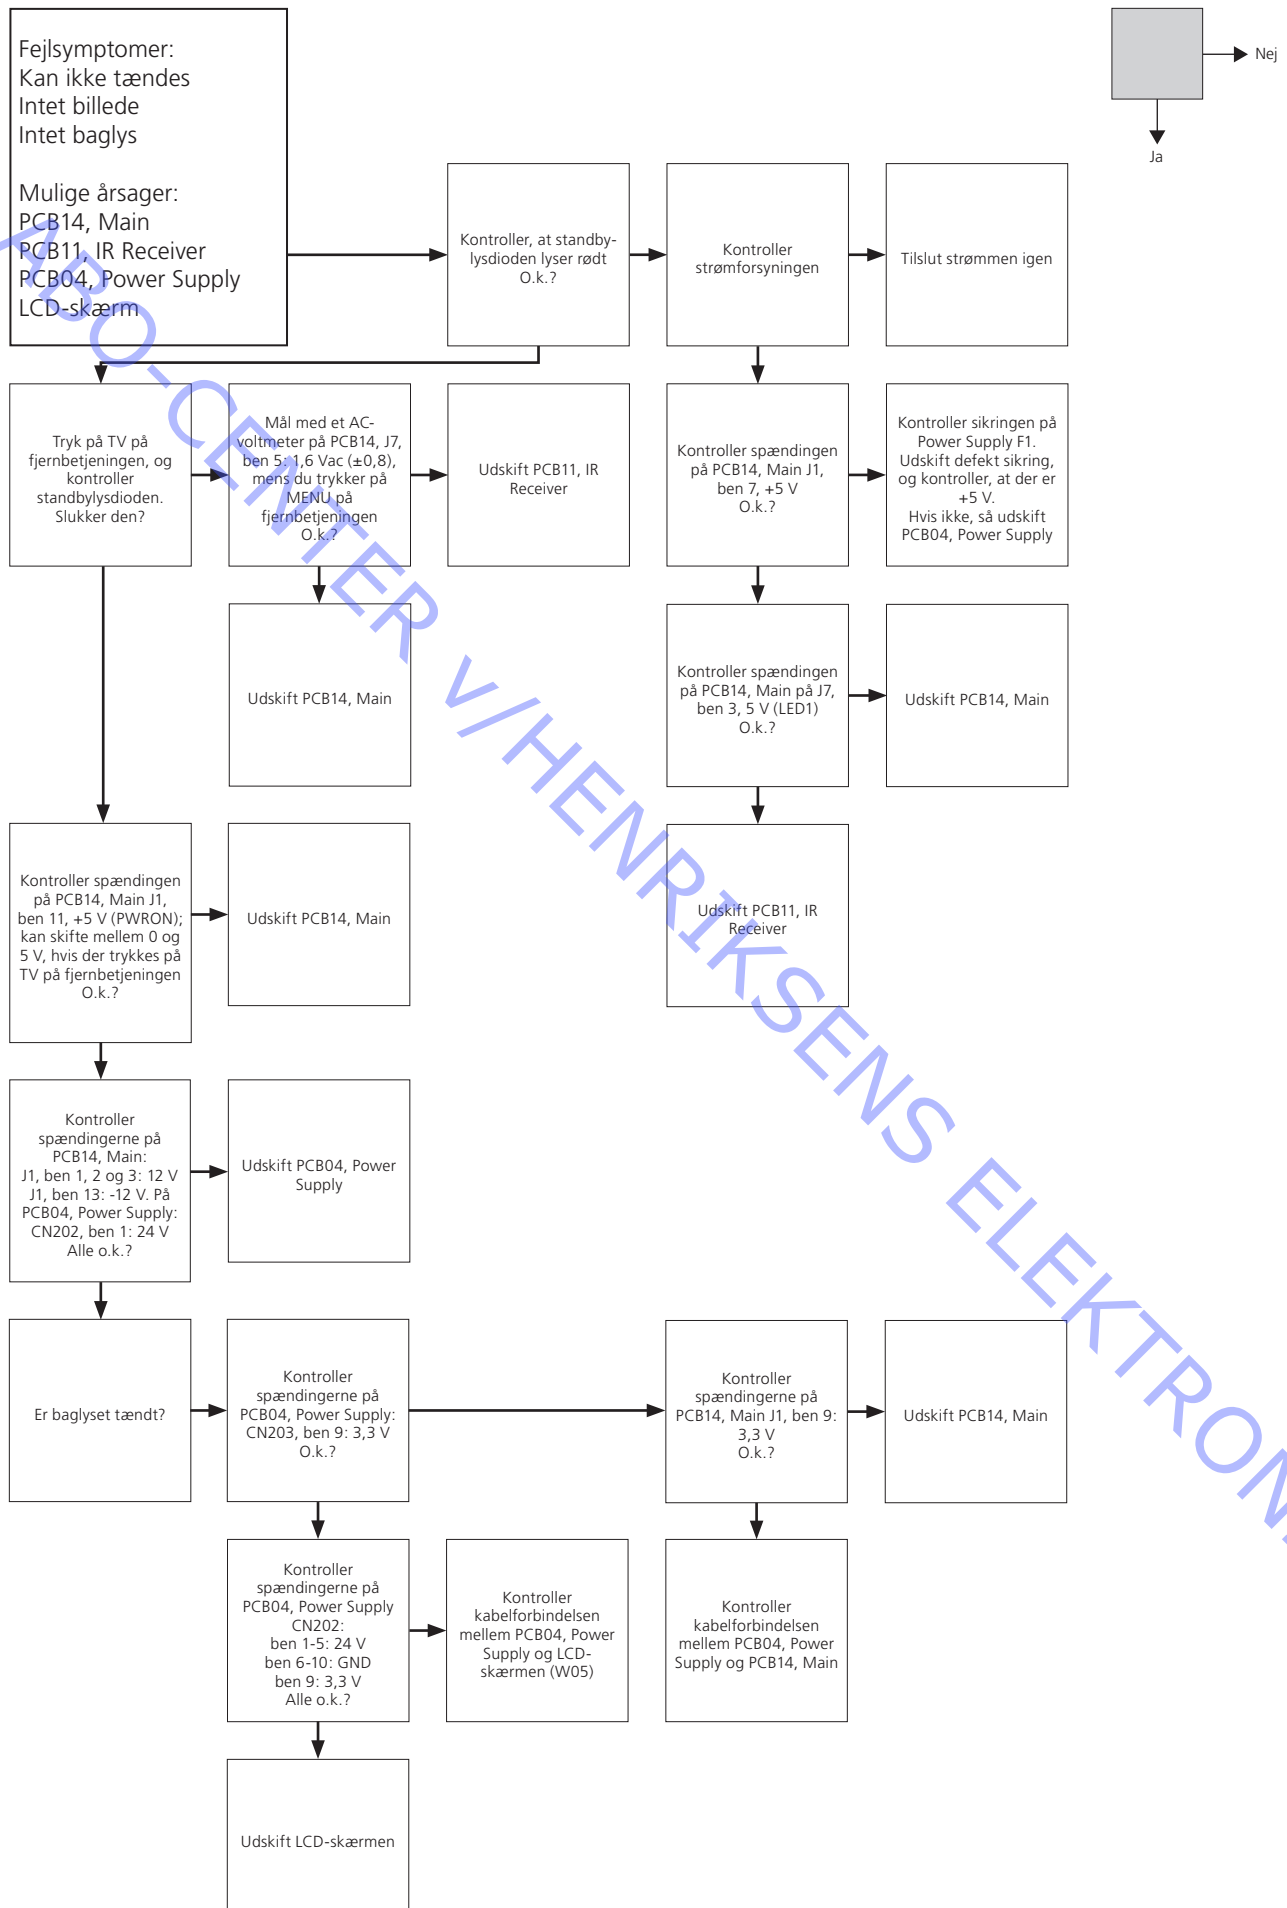 Fejlsymptomer:
Kan ikke tændes
Intet billede
Intet baglys
Mulige årsager:
PCB14, Main
PCB11, IR Receiver
PCB04, Power Supply
LCD-skærm
Nej
Ja
Kontroller, at standby-
lysdioden lyser rødt
O.k.?
Kontroller
strømforsyningen
Tilslut strømmen igen
Tryk på TV på
fjernbetjeningen, og
kontroller
standbylysdioden.
Slukker den?
Mål med et AC-
voltmeter på PCB14, J7,
ben 5: 1,6 Vac (±0,8),
mens du trykker på
MENU på
fjernbetjeningen
O.k.?
Udskift PCB11, IR
Receiver
Kontroller spændingen
på PCB14, Main J1,
ben 7, +5 V
O.k.?
Kontroller sikringen på
Power Supply F1.
Udskift defekt sikring,
og kontroller, at der er
+5 V.
Hvis ikke, så udskift
PCB04, Power Supply
Udskift PCB14, Main
Kontroller spændingen
på PCB14, Main på J7,
ben 3, 5 V (LED1)
O.k.?
Udskift PCB14, Main
Kontroller spændingen
på PCB14, Main J1,
ben 11, +5 V (PWRON);
kan skifte mellem 0 og
5 V, hvis der trykkes på
TV på fjernbetjeningen
O.k.?
Udskift PCB14, Main
Udskift PCB11, IR
Receiver
Kontroller
spændingerne på
PCB14, Main:
J1, ben 1, 2 og 3: 12 V
J1, ben 13: -12 V. På
PCB04, Power Supply:
CN202, ben 1: 24 V
Alle o.k.?
Udskift PCB04, Power
Supply
Er baglyset tændt?
Kontroller
spændingerne på
PCB04, Power Supply:
CN203, ben 9: 3,3 V
O.k.?
Kontroller
spændingerne på
PCB14, Main J1, ben 9:
3,3 V
O.k.?
Udskift PCB14, Main
Kontroller
spændingerne på
PCB04, Power Supply
CN202:
ben 1-5: 24 V
ben 6-10: GND
ben 9: 3,3 V
Alle o.k.?
Kontroller
kabelforbindelsen
mellem PCB04, Power
Supply og LCD-
skærmen (W05)
Kontroller
kabelforbindelsen
mellem PCB04, Power
Supply og PCB14, Main
Udskift LCD-skærmen
ABO-CENTER v/HENRIKSENS ELEKTRON